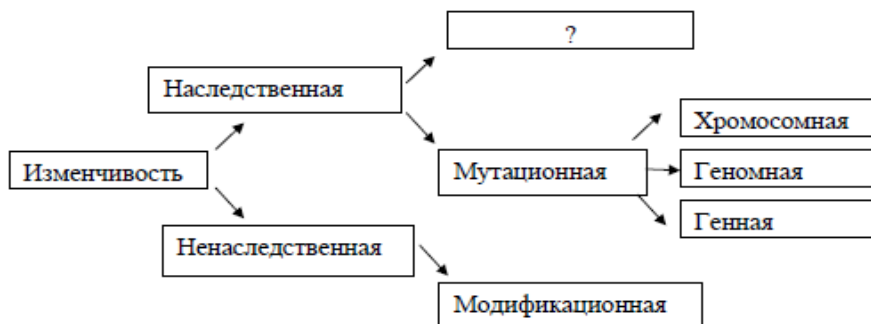 ?
Наследственная
Хромосомная
Изменчивость
Мутационная
Геномная
Генная
Ненаследственная
Модификационная